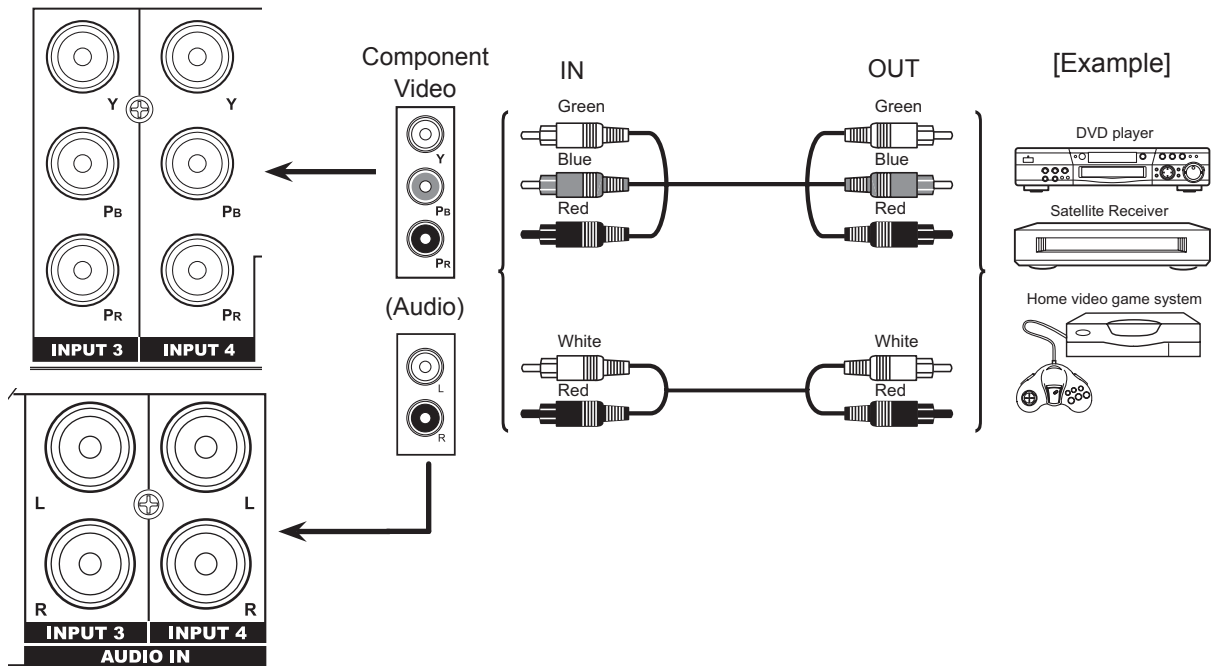 Y
Y
PB
PB
PR
PR
INPUT 3
INPUT 4
Component
Video
Y
PB
PR
(Audio)
L
R
IN
OUT
Green
Green
Blue
Blue
Red
Red
White
White
Red
Red
[Example]
DVD player
Satellite Receiver
Home video game system
L
L
R
R
INPUT 3
INPUT 4
AUDIO IN